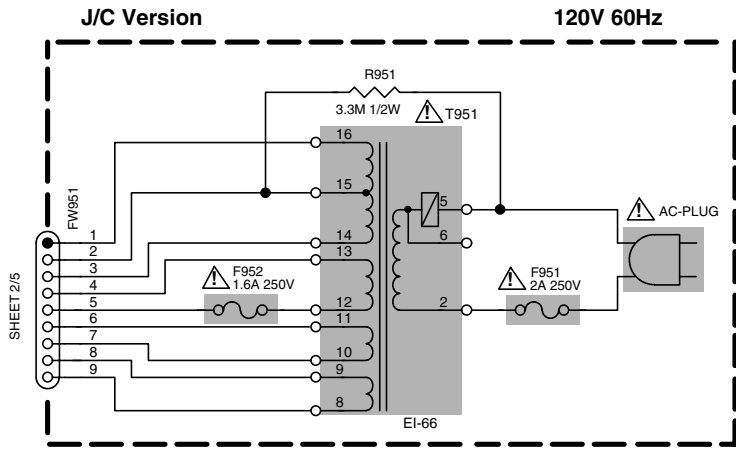 J/C Version
120V 60Hz
R951
3.3M 1/2W
! T951
16
15
14
13
12
11
10
9
8
5
6
2
EI-66
FW951
1
2
3
4
5
6
7
8
9
SHEET 2/5
! F952
1.6A 250V
! F951
2A 250V
! AC-PLUG